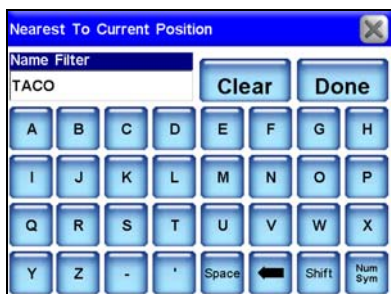 Nearest To Current Position
Name Filter
TACO
Clear Done
A B C D E F G H
I J K L M N O P
Q R S T U V W X
Y Z - ' Space Shift Num Sym